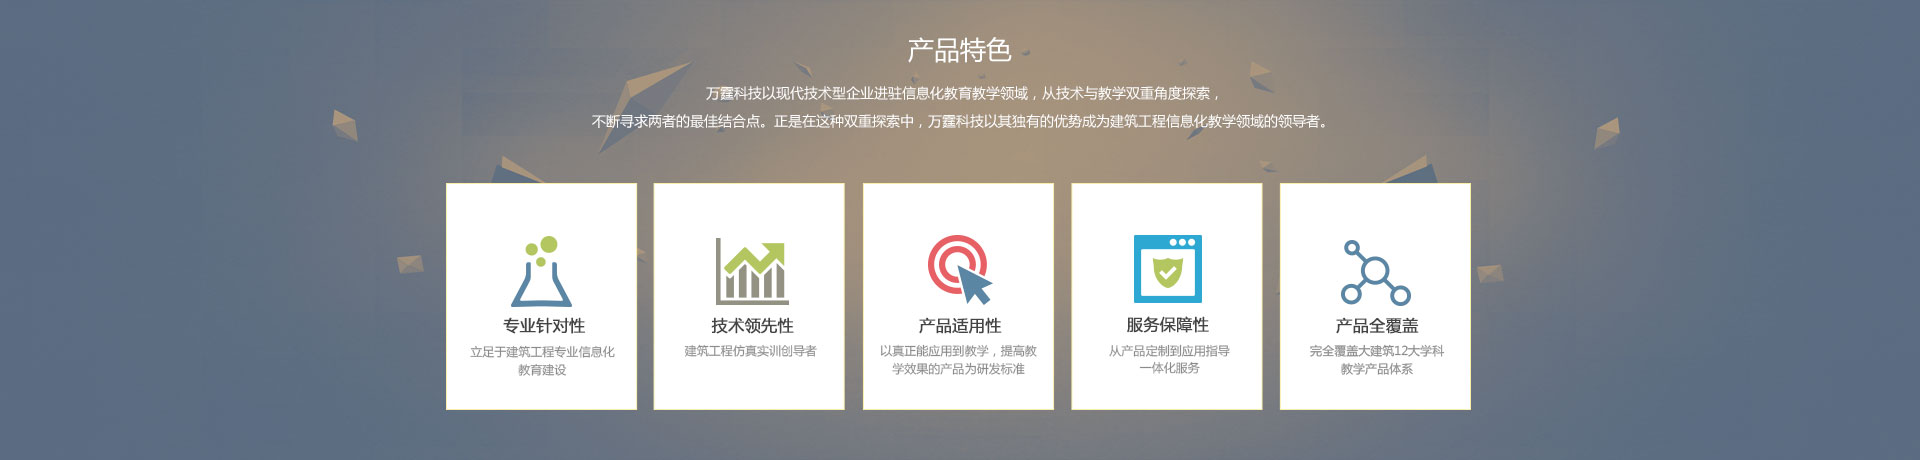 产品特色
万霆科技以现代技术型企业进驻信息化教育教学领域，从技术与教学双重角度探索，
不断寻求两者的最佳结合点。正是在这种双重探索中，万霆科技以其独有的优势成为建筑工程信息化教学领域的领导者。
专业针对性
立足于建筑工程专业信息化
教育建设
技术领先性
建筑工程仿真实训创导者
产品适用性
以真正能应用到教学，提高教
学效果的产品为研发标准
服务保障性
从产品定制到应用指导
一体化服务
产品全覆盖
完全覆盖大建筑12大学科
教学产品体系